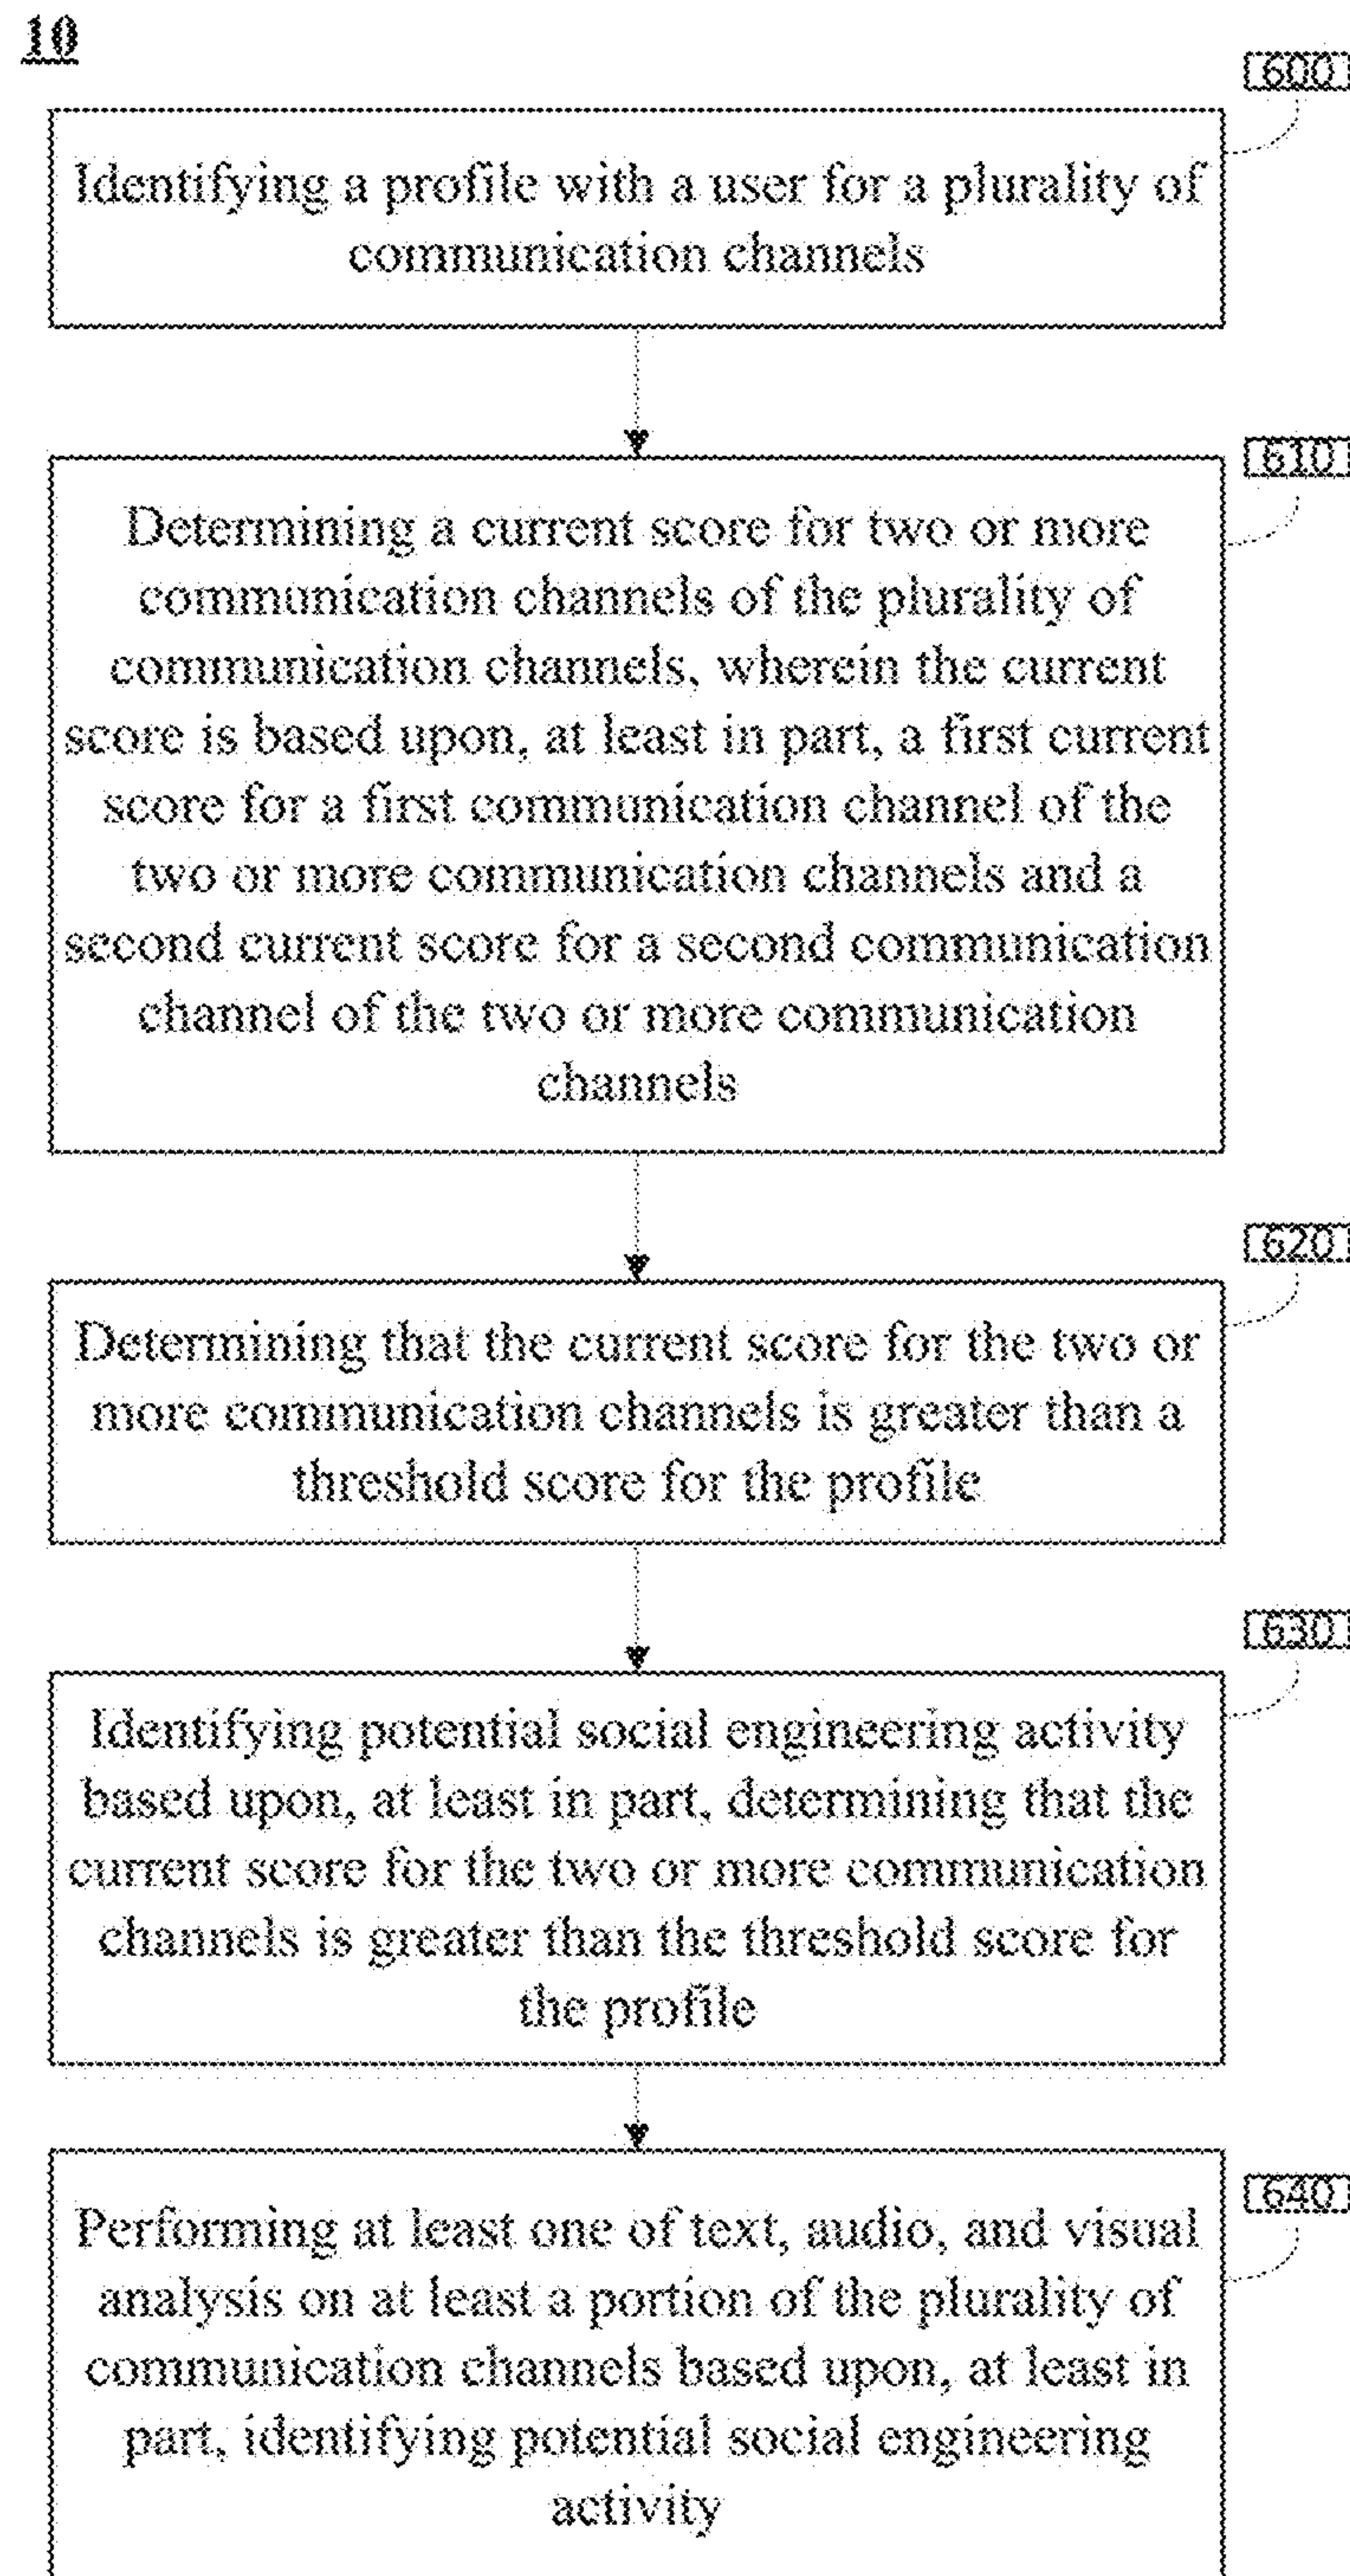 10
600
Identifying a profile with a user for a plurality of
communication channels
610
Determining a current score for two or more
communication channels of the plurality of
communication channels, wherein the current
score is based upon, at least in part, a first current
score for a first communication channel of the
two or more communication channels and a
second current score for a second communication
channel of the two or more communication
channels
620
Determining that the current score for the two or
more communication channels is greater than a
threshold score for the profile
630
Identifying potential social engineering activity
based upon, at least in part, determining that the
current score for the two or more communication
channels is greater than the threshold score for
the profile
640
Performing at least one of text, audio, and visual
analysis on at least a portion of the plurality of
communication channels based upon, at least in
part, identifying potential social engineering
activity